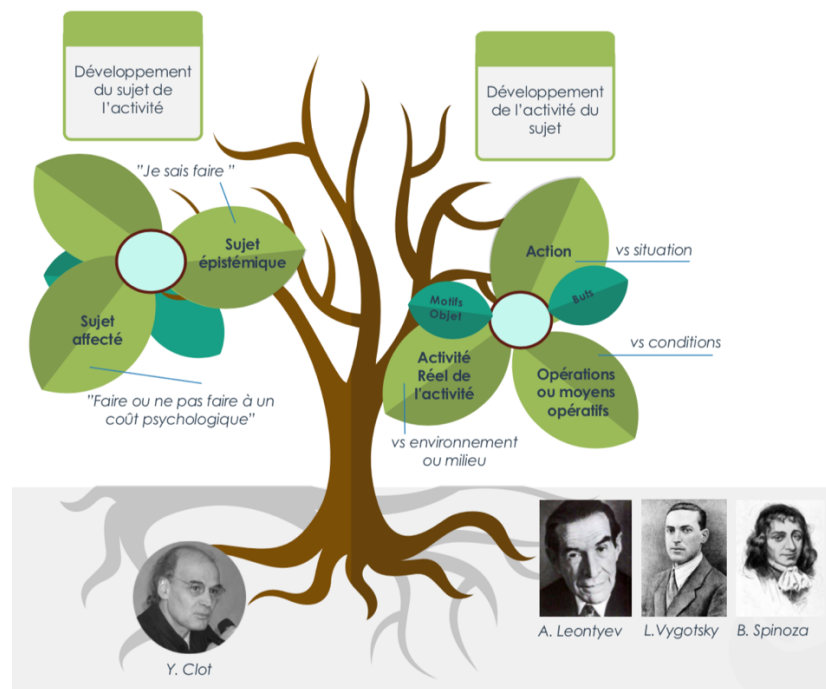 Développement
du sujet de
l'activité
Développement
de l'activité du
sujet
"Je sais faire "
Sujet
épistémique
Sujet
affecté
"Faire ou ne pas faire à un
coût psychologique"
Action
vs situation
Motifs
Objet
Buts
Activité
Réel de
l'activité
vs conditions
Opérations
ou moyens
opératifs
vs environnement
ou milieu
Y. Clot
A. Leontyev
L.Vygotsky
B. Spinoza